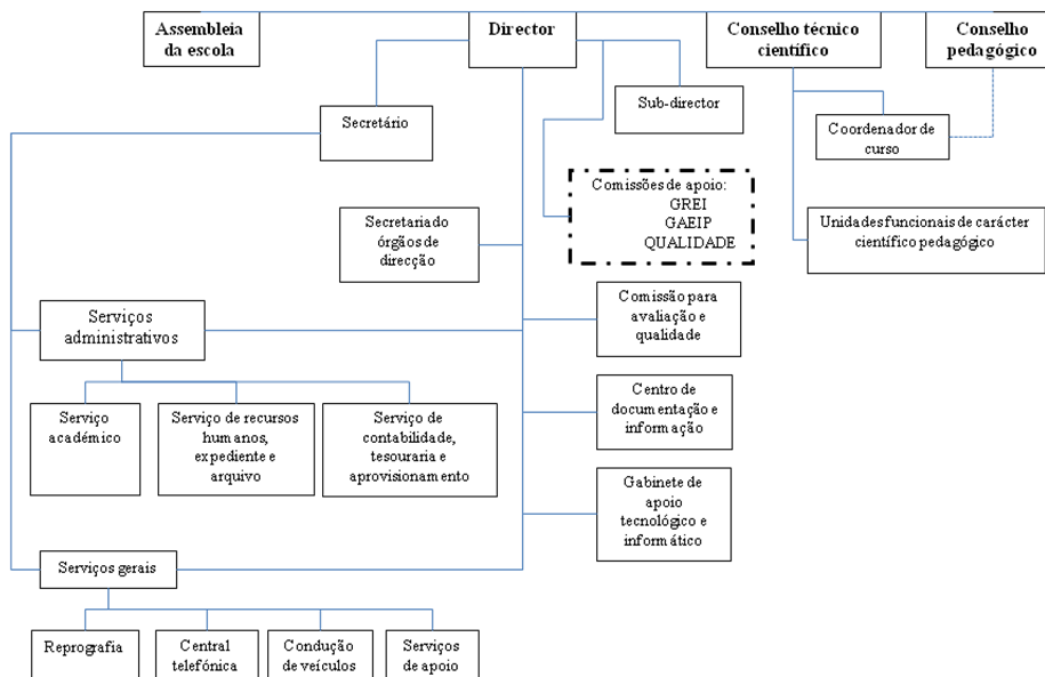 Assembleia
da escola
Director
Conselho técnico
científico
Conselho
pedagógico
Secretário
Sub-director
Coordenador de
curso
Comissões de apoio:
GREI
GAEIP
QUALIDADE
Secretariado
órgãos de
direcção
Unidades funcionais de carácter
científico pedagógico
Serviços
administrativos
Comissão para
avaliação e
qualidade
Serviço
académico
Serviço de recursos
humanos,
expediente e
arquivo
Serviço de
contabilidade,
tesouraria e
aprovisionamento
Centro de
documentação e
informação
Gabinete de
apoio
tecnológico e
informático
Serviços gerais
Reprografia
Central
telefónica
Condução
de veículos
Serviços
de apoio